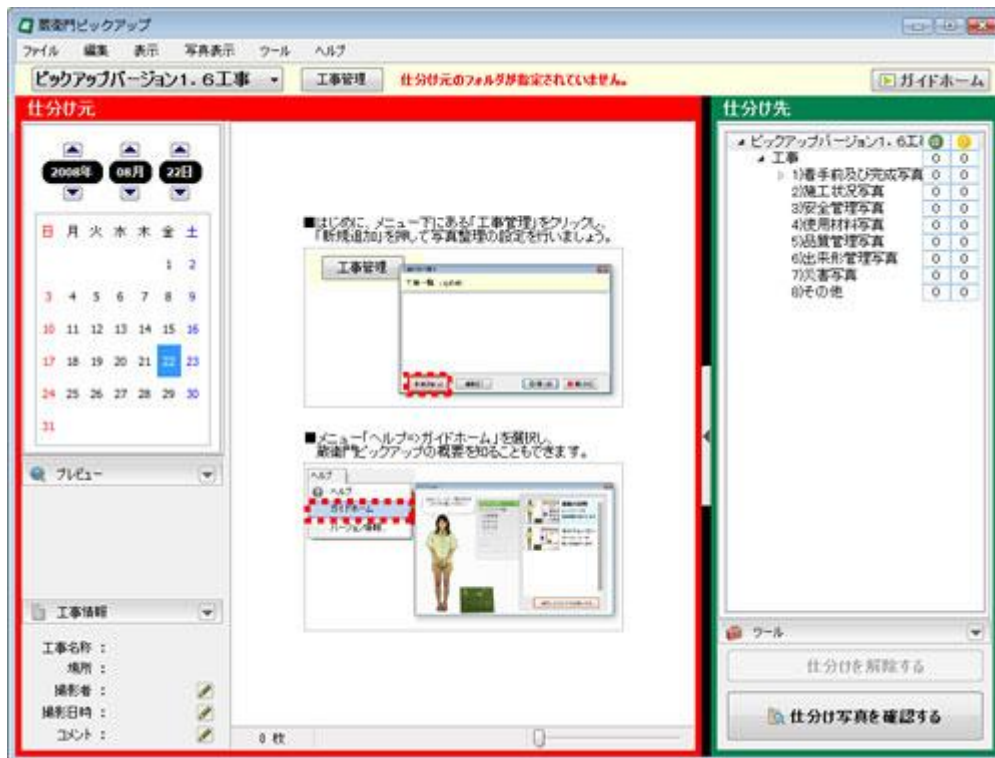 蔵衛門ピックアップ
ファイル 編集 表示 写真表示 ツール ヘルプ
ピックアップバージョン1.6工事 工事管理 仕分け元のフォルダが指定されていません。 ガイドホーム
仕分け元
2008年 08月 22日
日 月 火 水 木 金 土
1 2
3 4 5 6 7 8 9
10 11 12 13 14 15 16
17 18 19 20 21 22 23
24 25 26 27 28 29 30
31
プレビュー
工事情報
工事名称 :
場所 :
撮影者 :
撮影日時 :
コメント :
■はじめに、メニュー下にある「工事管理」をクリックし、
「新規追加」を押して写真整理の設定を行いましょう。
工事管理
■メニュー「ヘルプ⇒ガイドホーム」を選択し、
蔵衛門ピックアップの概要を知ることもできます。
ヘルプ
ヘルプ
ガイドホーム
バージョン情報
0 枚
仕分け先
ピックアップバージョン1.6工
工事 0 0
1)着手前及び完成写真 0 0
2)施工状況写真 0 0
3)安全管理写真 0 0
4)使用材料写真 0 0
5)品質管理写真 0 0
6)出来形管理写真 0 0
7)災害写真 0 0
8)その他 0 0
ツール
仕分けを解除する
仕分け写真を確認する